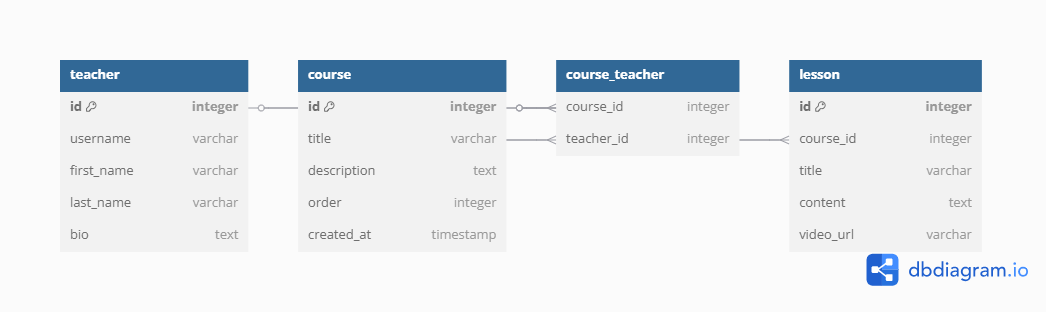 teacher
id integer
username varchar
first_name varchar
last_name varchar
bio text
course
id integer
title varchar
description text
order integer
created_at timestamp
course_teacher
course_id integer
teacher_id integer
lesson
id integer
course_id integer
title varchar
content text
video_url varchar
dbdiagram.io